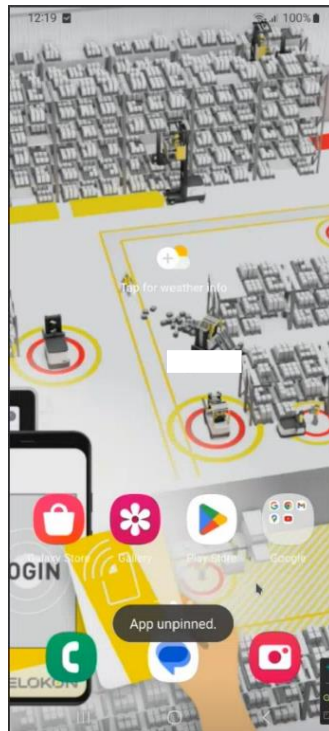 12:19
100%
Tap for weather info
Galaxy Store
Gallery
Play Store
Google
OGIN
App unpinned.
ELOKON